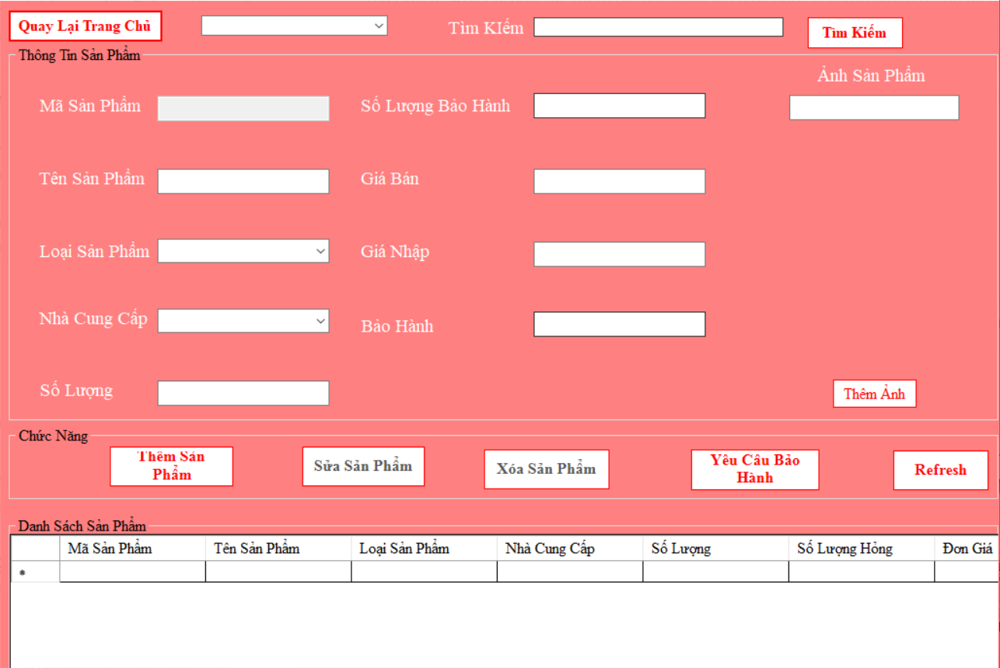 Quay Lại Trang Chủ
Tìm KIếm
Tìm Kiếm
Thông Tin Sản Phẩm
Ảnh Sản Phẩm
Mã Sản Phẩm
Số Lượng Bảo Hành
Tên Sản Phẩm
Giá Bán
Loại Sản Phẩm
Giá Nhập
Nhà Cung Cấp
Bảo Hành
Số Lượng
Thêm Ảnh
Chức Năng
Thêm Sản
Phẩm
Sửa Sản Phẩm
Xóa Sản Phẩm
Yêu Câu Bảo
Hành
Refresh
Danh Sách Sản Phẩm
Mã Sản Phẩm Tên Sản Phẩm Loại Sản Phẩm Nhà Cung Cấp Số Lượng Số Lượng Hỏng Đơn Giá